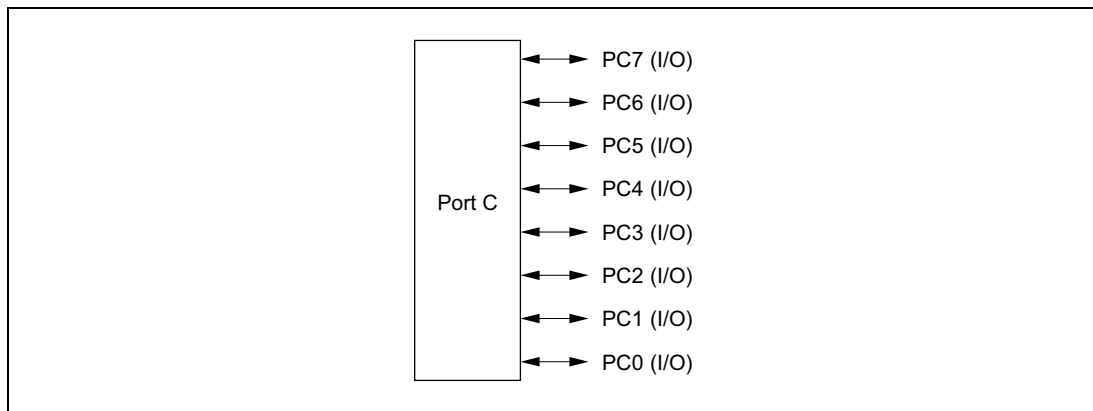 PC7 (I/O)
PC6 (I/O)
PC5 (I/O)
PC4 (I/O)
Port C
PC3 (I/O)
PC2 (I/O)
PC1 (I/O)
PC0 (I/O)